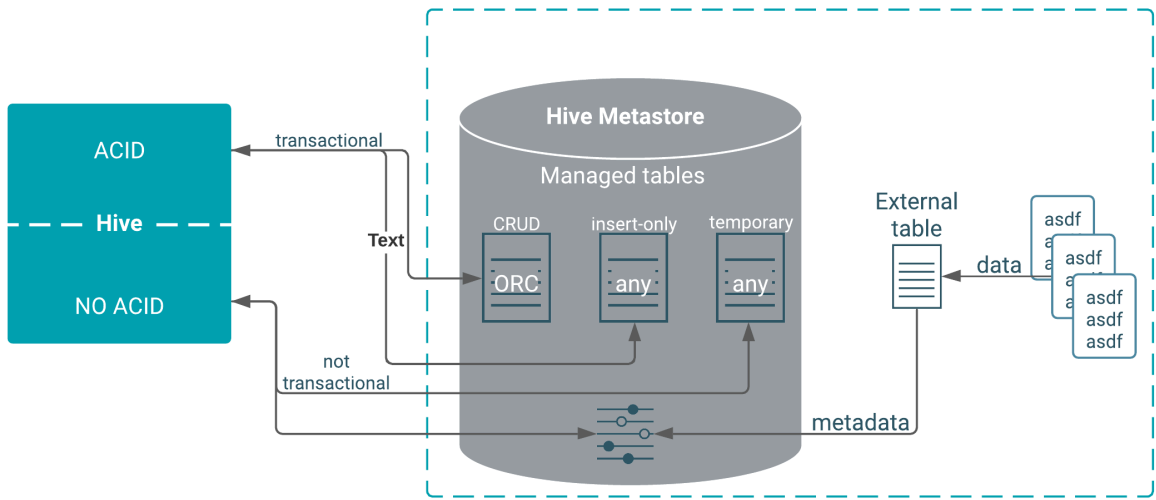 ACID
Hive
NO ACID
transactional
Text
not
transactional
Hive Metastore
Managed tables
CRUD
insert-only
temporary
ORC
any
any
External
table
data
metadata
asdf
a
asdf
a
a
asdf
asdf
asdf